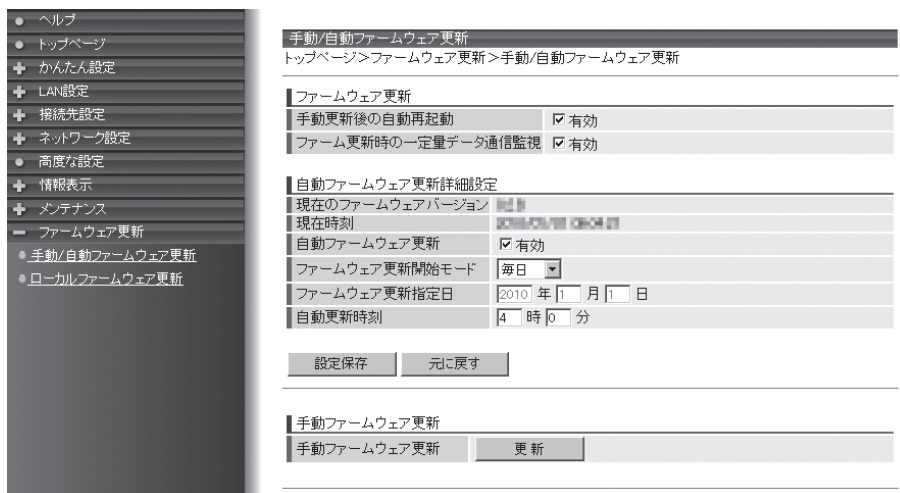 ヘルプ
トップページ
かんたん設定
LAN設定
接続先設定
ネットワーク設定
高度な設定
情報表示
メンテナンス
ファームウェア更新
手動/自動ファームウェア更新
ローカルファームウェア更新
手動/自動ファームウェア更新
トップページ>ファームウェア更新>手動/自動ファームウェア更新
ファームウェア更新
手動更新後の自動再起動 有効
ファーム更新時の一定量データ通信監視 有効
自動ファームウェア更新詳細設定
現在のファームウェアバージョン
現在時刻
自動ファームウェア更新 有効
ファームウェア更新開始モード 毎日
ファームウェア更新指定日 2010 年 1 月 1 日
自動更新時刻 4 時 0 分
設定保存 元に戻す
手動ファームウェア更新
手動ファームウェア更新 更新